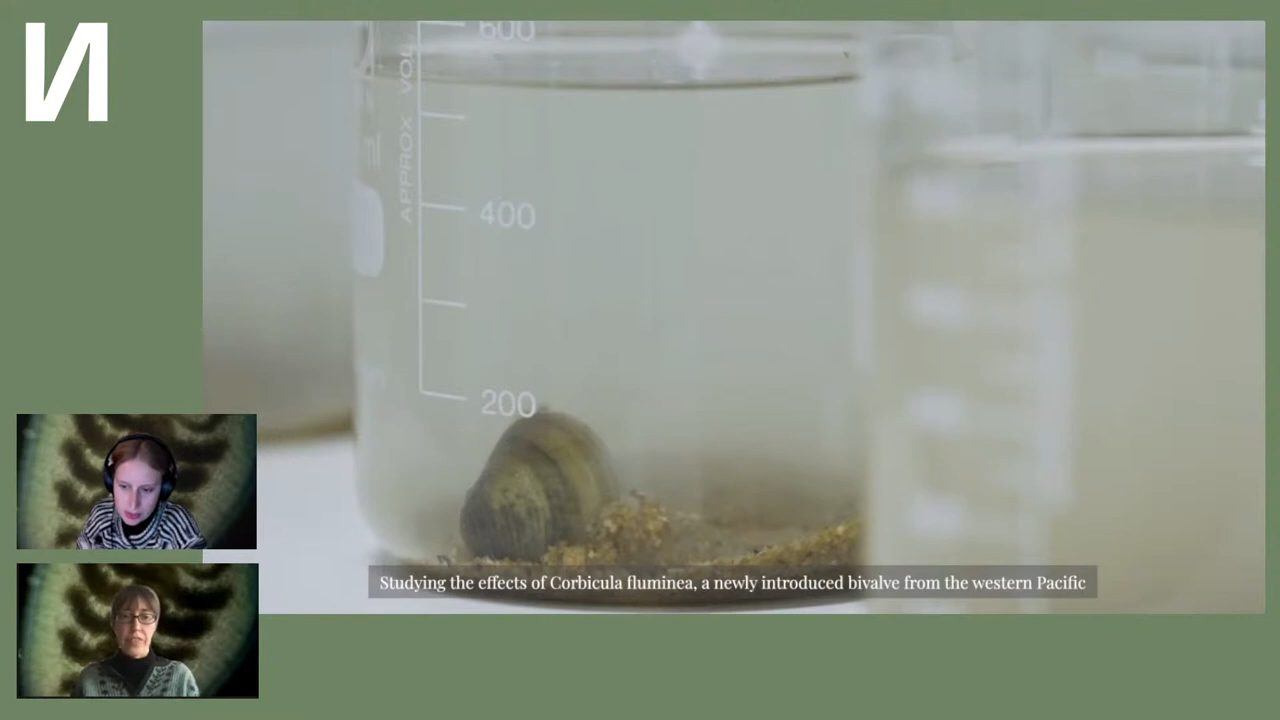 И
600
APPROX VOL
400
200
Studying the effects of Corbicula fluminea, a newly introduced bivalve from the western Pacific